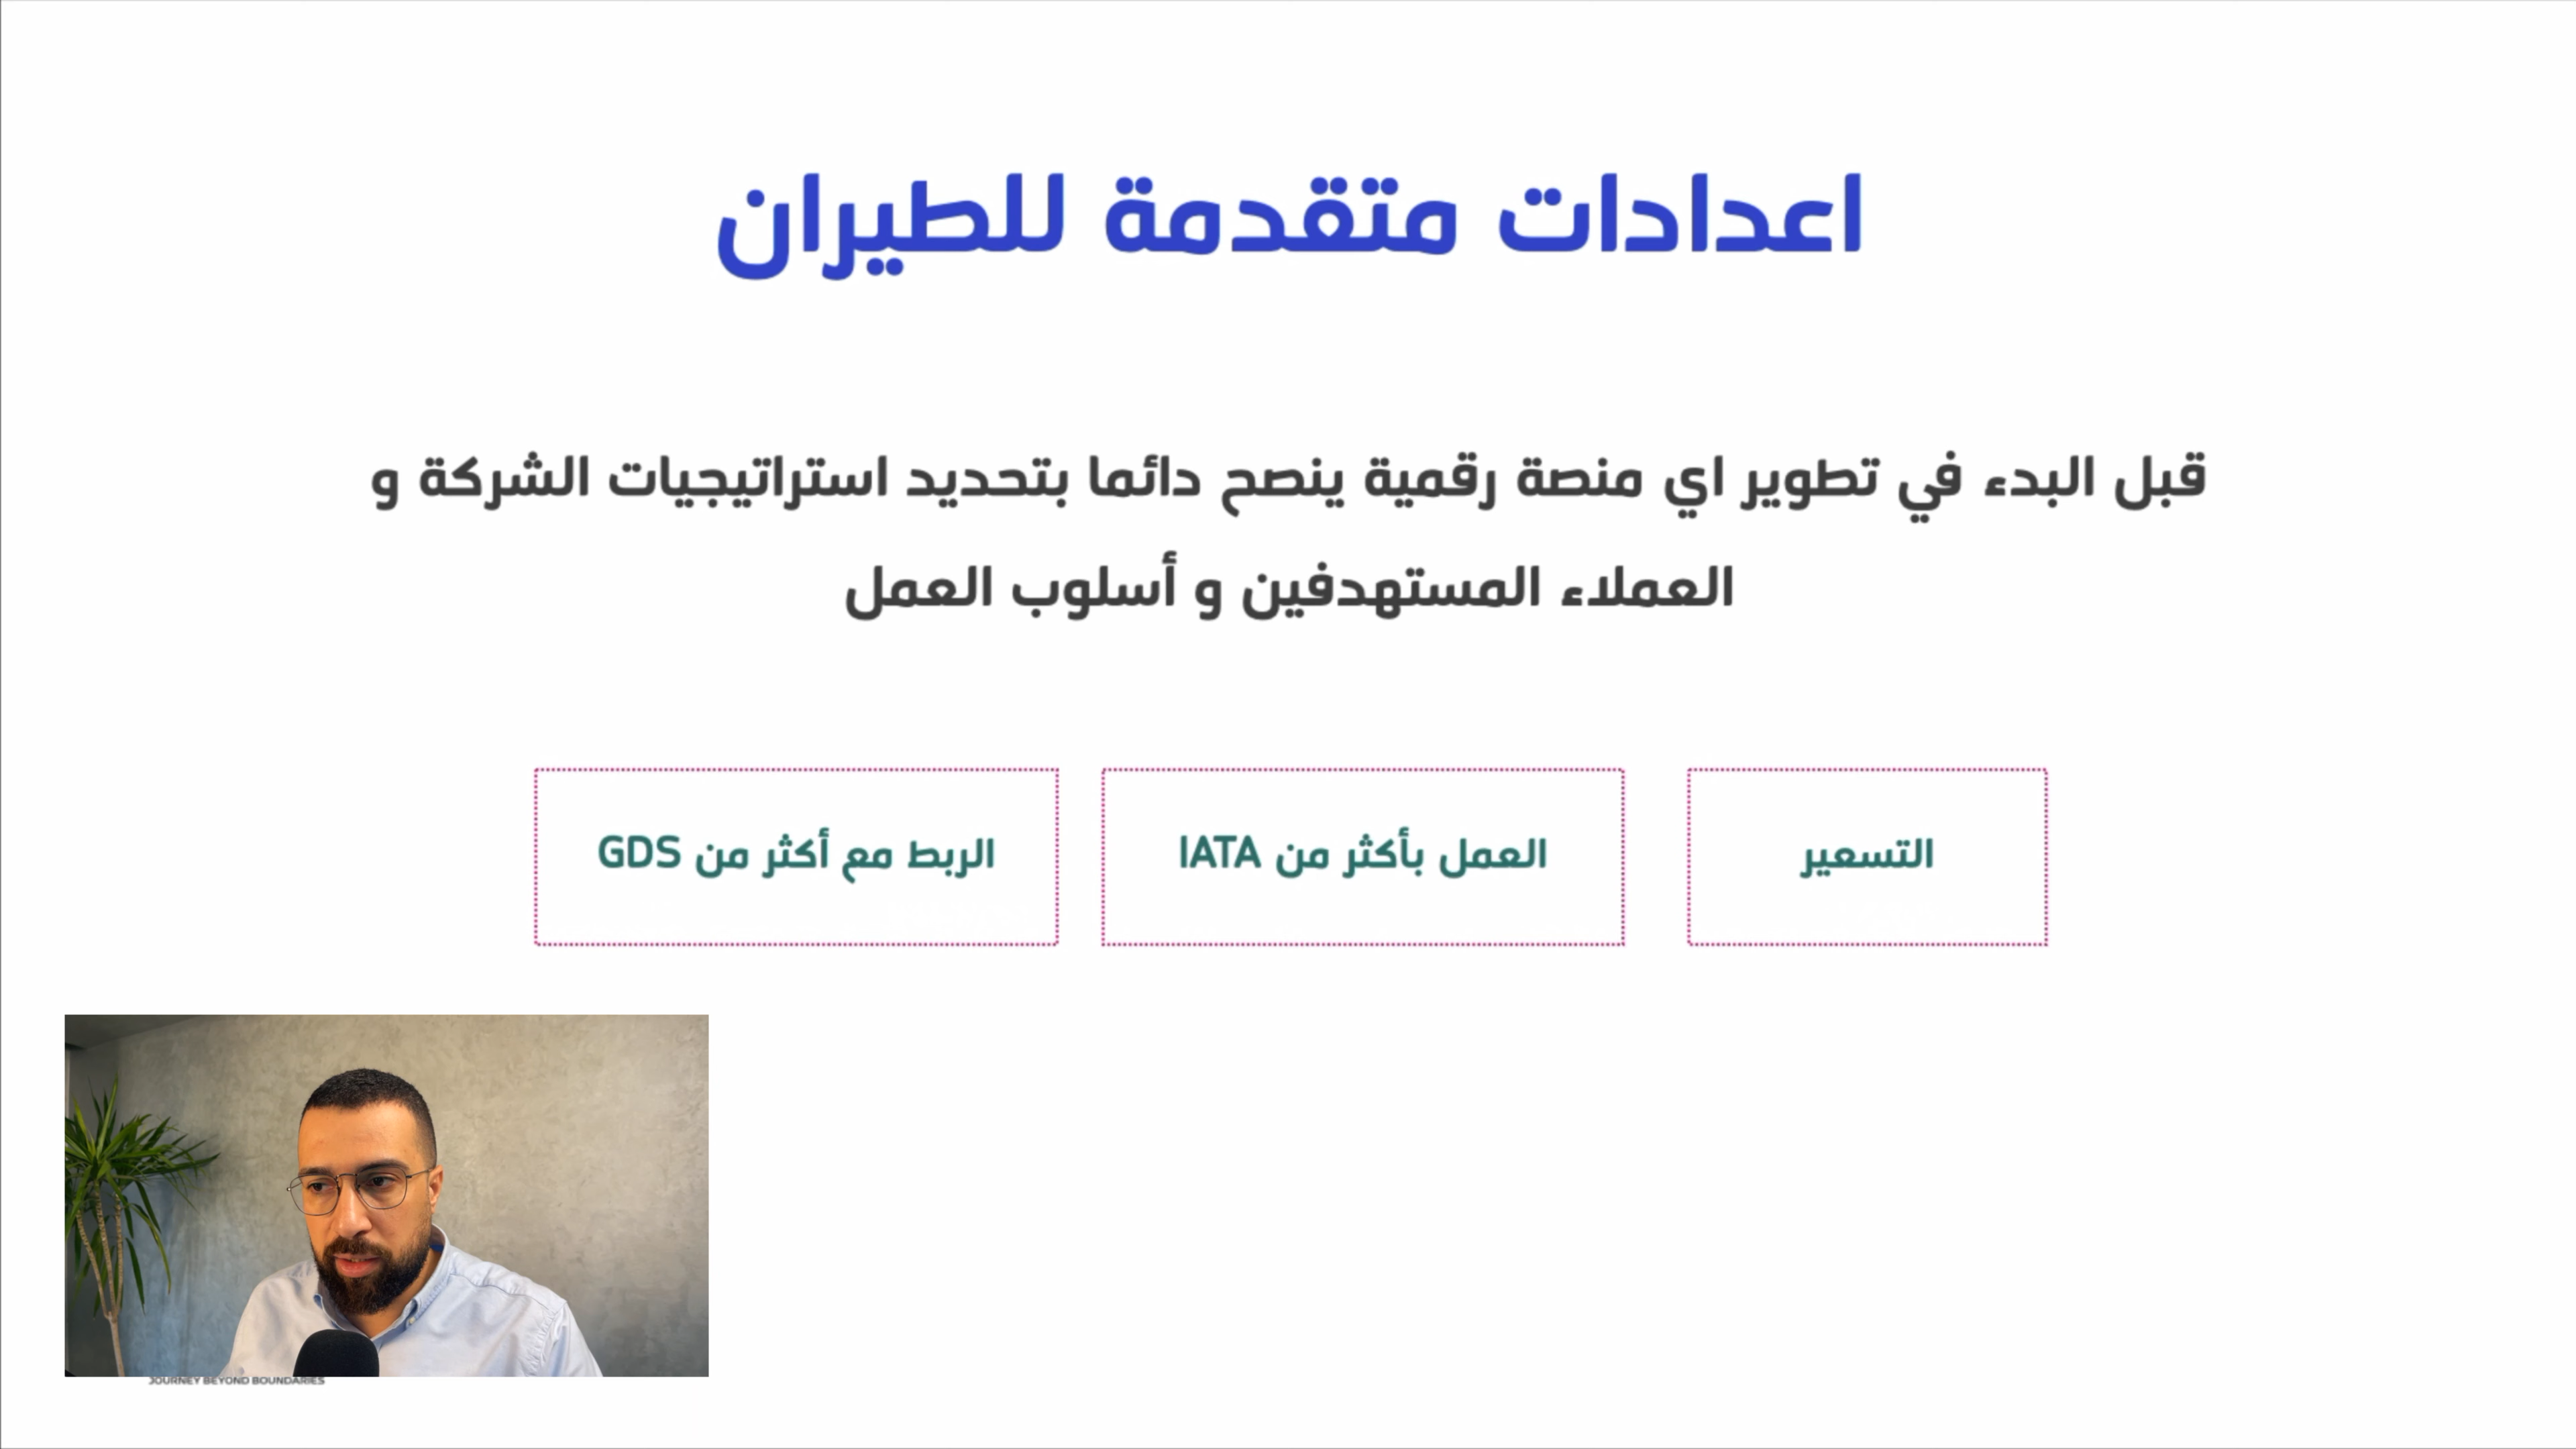 اعدادات متقدمة للطيران
قبل البدء في تطوير اي منصة رقمية ينصح دائما بتحديد استراتيجيات الشركة و
العملاء المستهدفين و أسلوب العمل
التسعير
العمل بأكثر من IATA
الربط مع أكثر من GDS
JOURNEY BEYOND BOUNDARIES